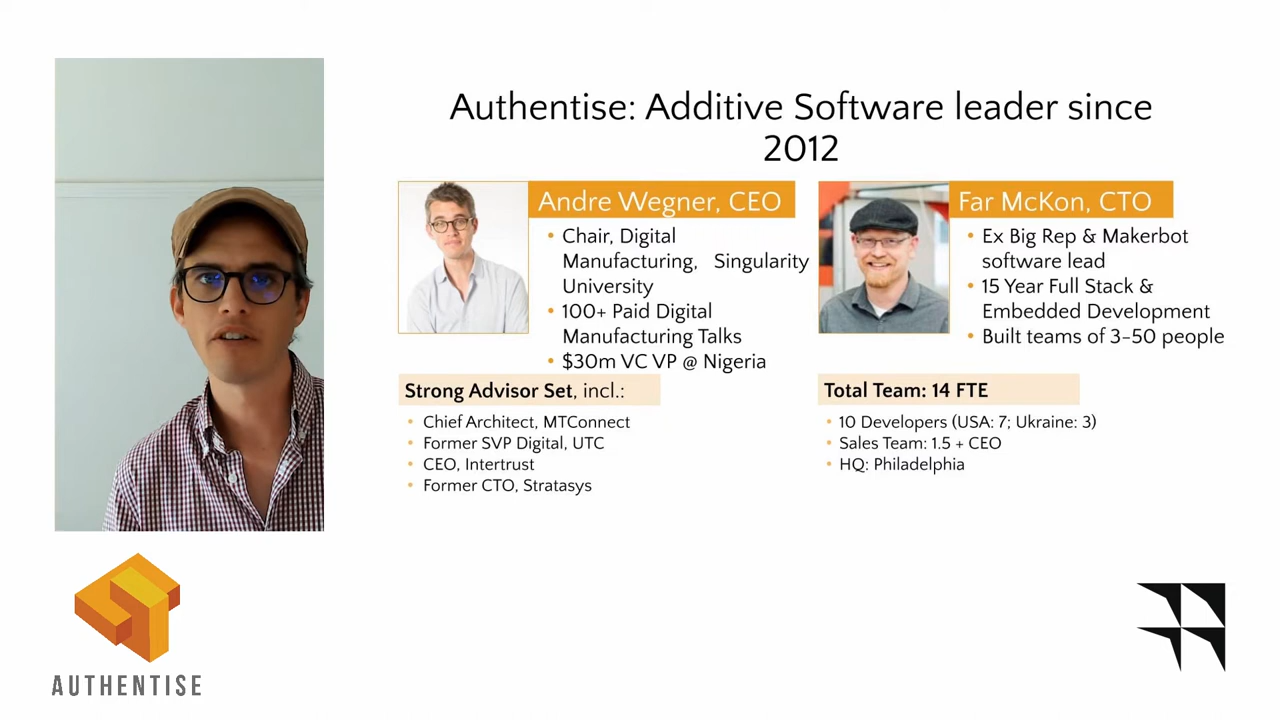 Authentise: Additive Software leader since
2012
Andre Wegner, CEO
• Chair, Digital
Manufacturing, Singularity
University
• 100+ Paid Digital
Manufacturing Talks
• $30m VC VP @ Nigeria
Far McKon, CTO
• Ex Big Rep & Makerbot
software lead
• 15 Year Full Stack &
Embedded Development
• Built teams of 3-50 people
Strong Advisor Set, incl.:
• Chief Architect, MTConnect
• Former SVP Digital, UTC
• CEO, Intertrust
• Former CTO, Stratasys
Total Team: 14 FTE
• 10 Developers (USA: 7; Ukraine: 3)
• Sales Team: 1.5 + CEO
• HQ: Philadelphia
AUTHENTISE